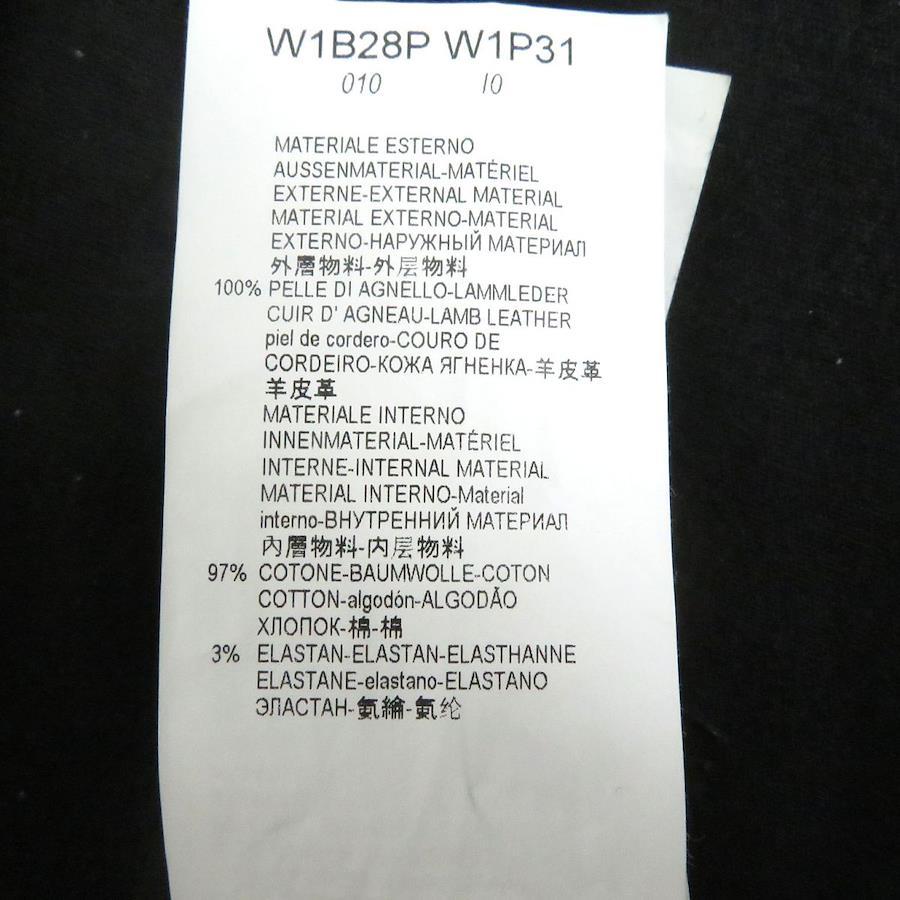 W1B28P W1P31
010 I0
MATERIALE ESTERNO
AUSSENMATERIAL-MATÉRIEL
EXTERNE-EXTERNAL MATERIAL
MATERIAL EXTERNO-MATERIAL
EXTERNO-НАРУЖНЫЙ МАТЕРИАЛ
外層物料-外层物料
100% PELLE DI AGNELLO-LAMMLEDER
CUIR D' AGNEAU-LAMB LEATHER
piel de cordero-COURO DE
CORDEIRO-КОЖА ЯГНЕНКА-羊皮革
羊皮革
MATERIALE INTERNO
INNENMATERIAL-MATÉRIEL
INTERNE-INTERNAL MATERIAL
MATERIAL INTERNO-Material
interno-ВНУТРЕННИЙ МАТЕРИАЛ
內層物料-内层物料
97% COTONE-BAUMWOLLE-COTON
COTTON-algodón-ALGODÃO
ХЛОПОК-棉-棉
3% ELASTAN-ELASTAN-ELASTHANNE
ELASTANE-elastano-ELASTANO
ЭЛАСТАН-氨綸-氨纶